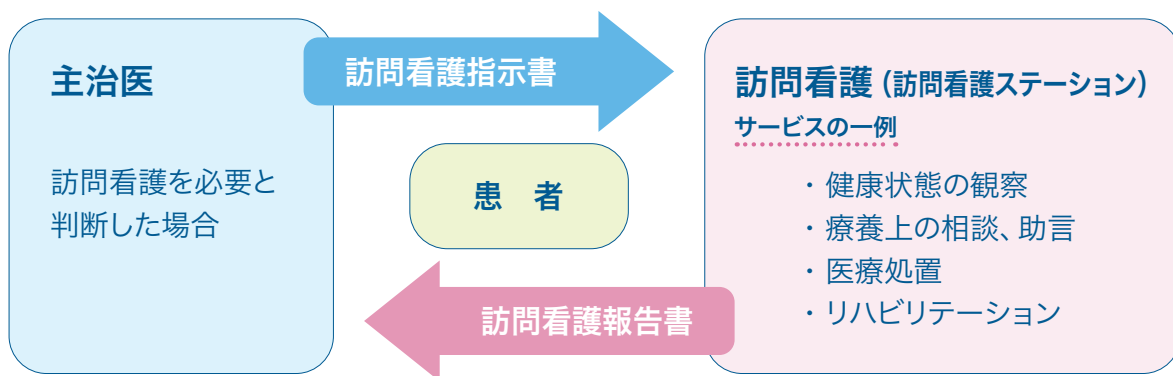 主治医
訪問看護を必要と
判断した場合
訪問看護指示書
患　者
訪問看護報告書
訪問看護 (訪問看護ステーション)
サービスの一例
・健康状態の観察
・療養上の相談、助言
・医療処置
・リハビリテーション